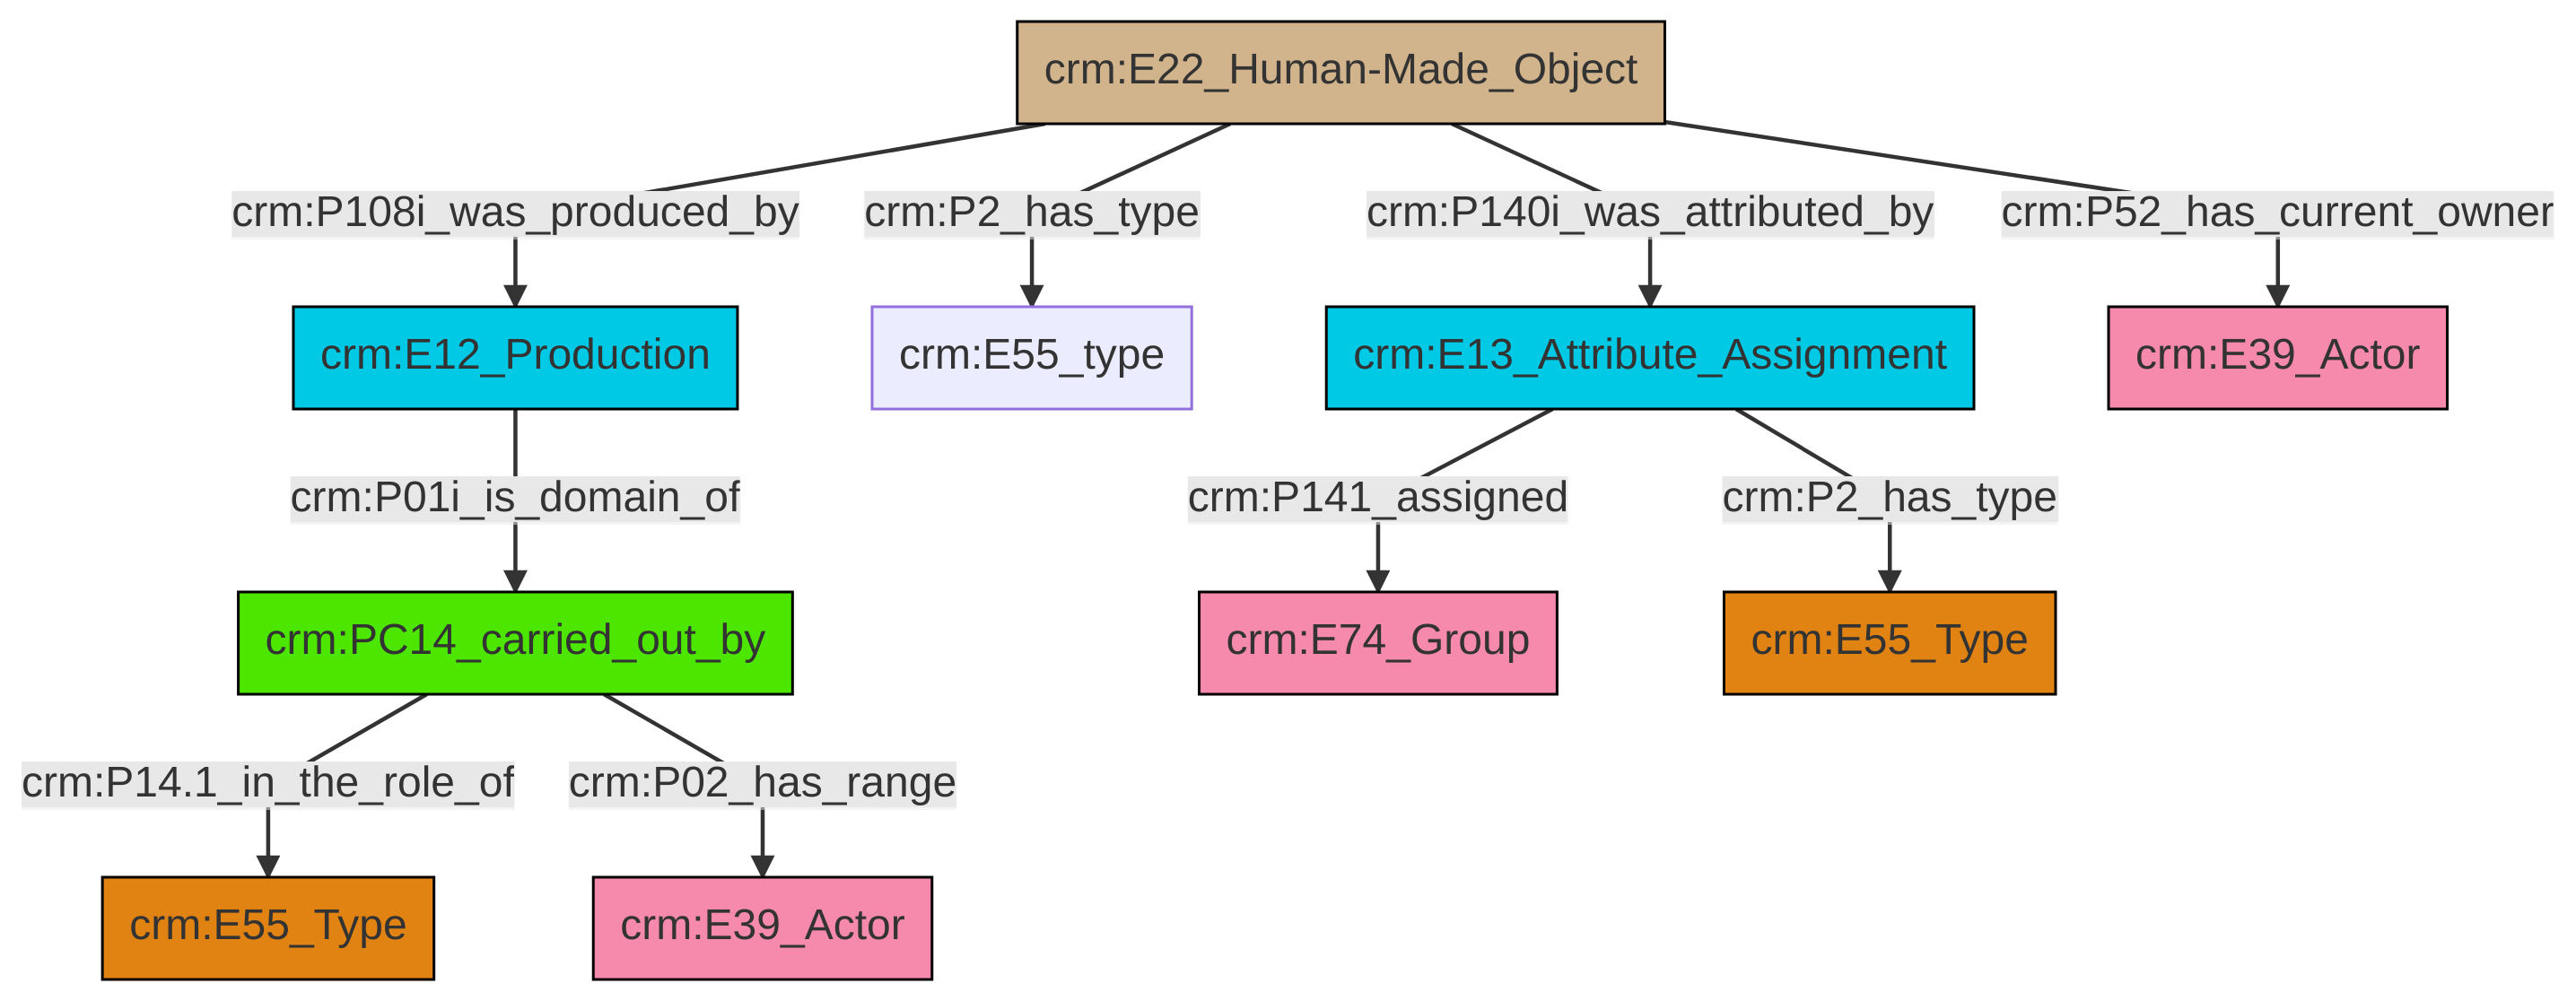 crm:E22_Human-Made_Object
crm:P108i_was_produced_by
crm:P2_has_type
crm:P140i_was_attributed_by
crm:P52_has_current_owner
crm:E12_Production
crm:E55_type
crm:E13_Attribute_Assignment
crm:E39_Actor
crm:P01i_is_domain_of
crm:P141_assigned
crm:P2_has_type
crm:PC14_carried_out_by
crm:E74_Group
crm:E55_Type
crm:P14.1_in_the_role_of
crm:P02_has_range
crm:E55_Type
crm:E39_Actor